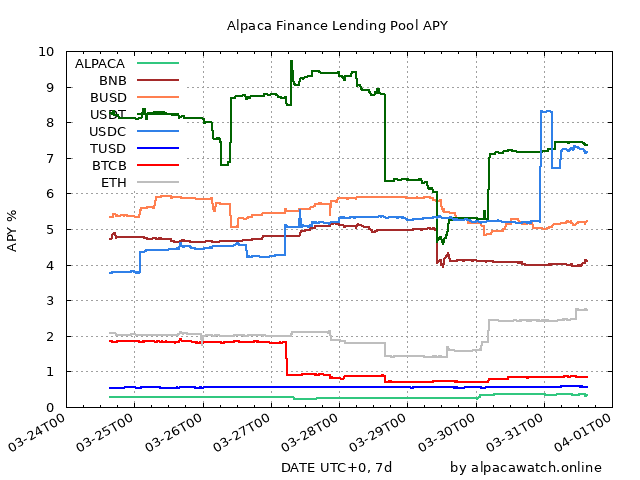 Alpaca Finance Lending Pool APY
10
9
8
7
6
5
4
3
2
1
0
APY %
ALPACA
BNB
BUSD
USDT
USDC
TUSD
BTCB
ETH
03-24T00
03-25T00
03-26T00
03-27T00
03-28T00
03-29T00
03-30T00
03-31T00
04-01T00
DATE UTC+0, 7d
by alpacawatch.online